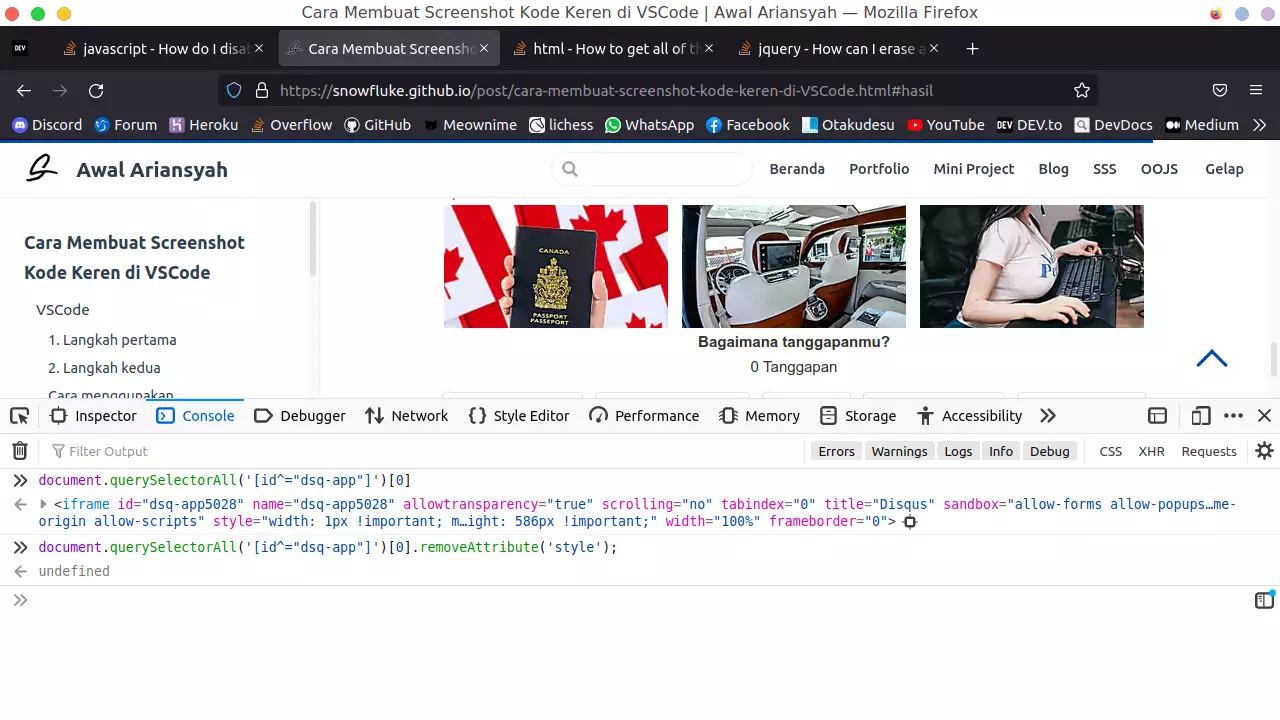 Cara Membuat Screenshot Kode Keren di VSCode | Awal Ariansyah — Mozilla Firefox
DEV
javascript - How do I disa
Cara Membuat Screensho
html - How to get all of t
jquery - How can I erase a
https://snowfluke.github.io/post/cara-membuat-screenshot-kode-keren-di-VSCode.html#hasil
Discord Forum Heroku Overflow GitHub Meownime lichess WhatsApp Facebook Otakudesu YouTube DEV DEV.to DevDocs Medium
Awal Ariansyah
Beranda Portfolio Mini Project Blog SSS OOJS Gelap
Cara Membuat Screenshot
Kode Keren di VSCode
VSCode
1. Langkah pertama
2. Langkah kedua
Cara menggunakan
CANADA
PASSPORT
PASSEPORT
Bagaimana tanggapanmu?
0 Tanggapan
Inspector Console Debugger Network Style Editor Performance Memory Storage Accessibility
Filter Output
Errors Warnings Logs Info Debug CSS XHR Requests
document.querySelectorAll('[id^="dsq-app"]')[0]
<iframe id="dsq-app5028" name="dsq-app5028" allowtransparency="true" scrolling="no" tabindex="0" title="Disqus" sandbox="allow-forms allow-popups…me-
origin allow-scripts" style="width: 1px !important; m…ight: 586px !important;" width="100%" frameborder="0">
document.querySelectorAll('[id^="dsq-app"]')[0].removeAttribute('style');
undefined